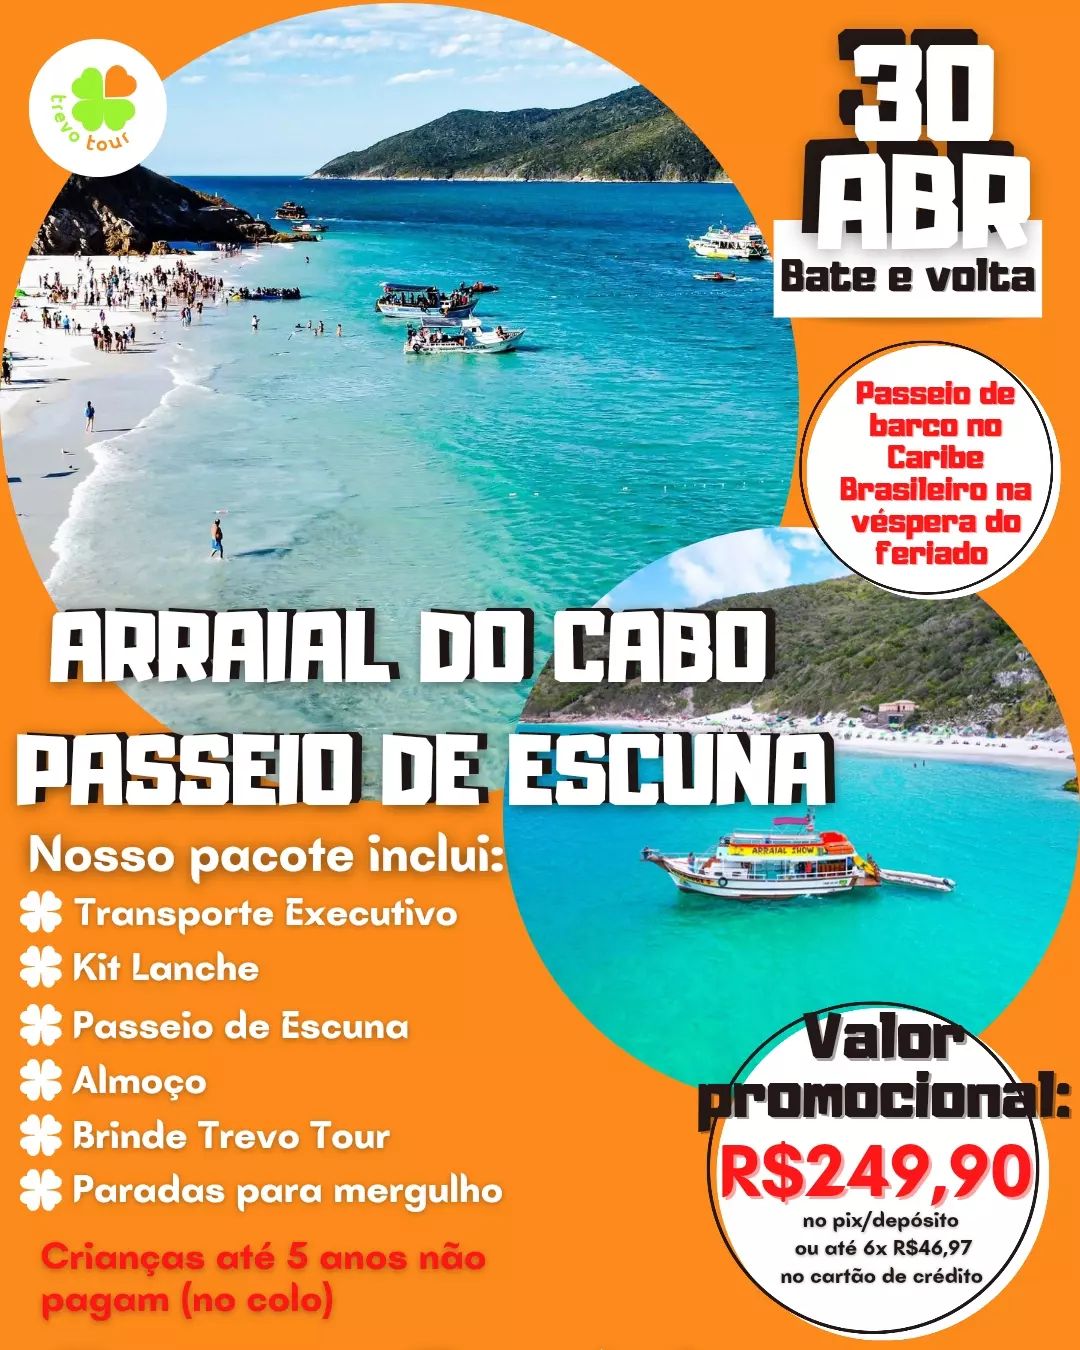 trevo tour
30
ABR
Bate e volta
Passeio de
barco no
Caribe
Brasileiro na
véspera do
feriado
ARRAIAL DO CABO
PASSEIO DE ESCUNA
Nosso pacote inclui:
Transporte Executivo
Kit Lanche
Passeio de Escuna
Almoço
Brinde Trevo Tour
Paradas para mergulho
Crianças até 5 anos não
pagam (no colo)
ARRAIAL SHOW
Valor
promocional:
R$249,90
no pix/depósito
ou até 6x R$46,97
no cartão de crédito